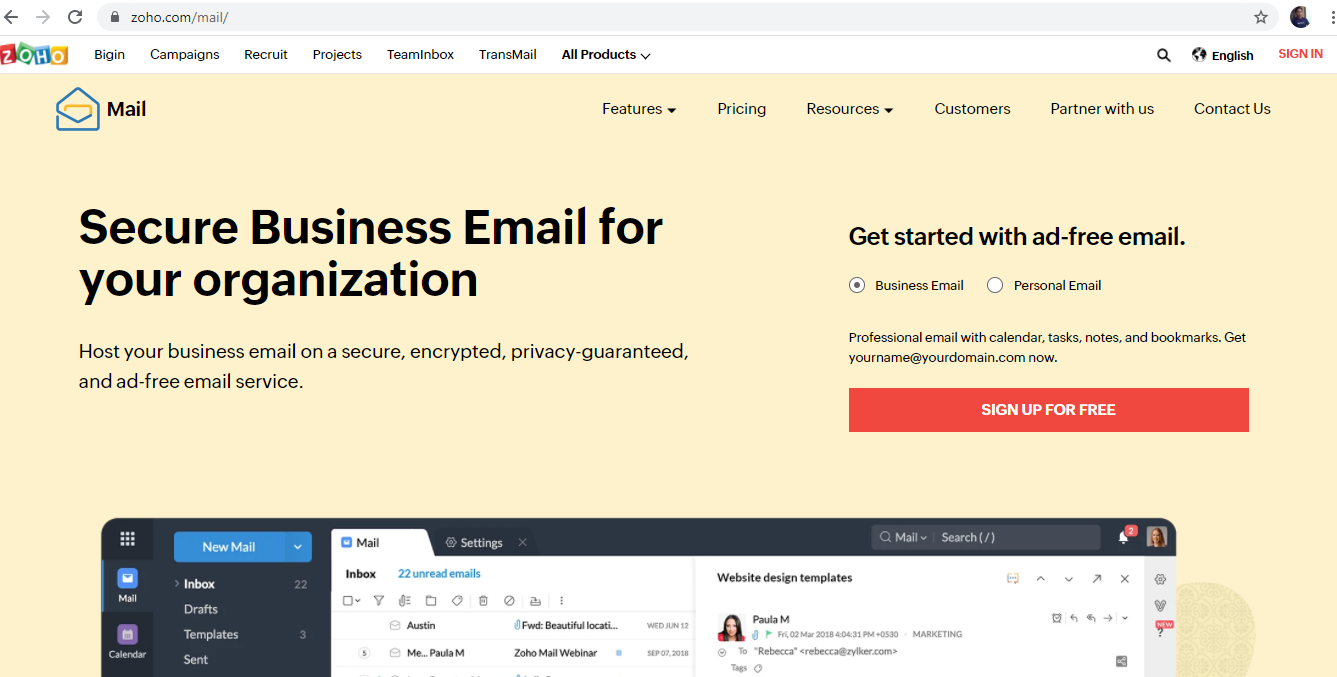 zoho.com/mail/
ZOHO Bigin Campaigns Recruit Projects TeamInbox TransMail All Products English SIGN IN
Mail Features Pricing Resources Customers Partner with us Contact Us
Secure Business Email for
your organization
Host your business email on a secure, encrypted, privacy-guaranteed,
and ad-free email service.
Get started with ad-free email.
Business Email Personal Email
Professional email with calendar, tasks, notes, and bookmarks. Get
yourname@yourdomain.com now.
SIGN UP FOR FREE
Mail
Calendar
New Mail
Inbox 22
Drafts
Templates 3
Sent
Mail Settings
Mail Search ( / )
2
Inbox 22 unread emails
Austin Fwd: Beautiful locati... WED JUN 12
5 Me... Paula M Zoho Mail Webinar SEP 07, 2018
Website design templates
Paula M
Fri, 02 Mar 2018 4:04:31 PM +0530 - MARKETING
To "Rebecca" <rebecca@zylker.com>
Tags
NEW
?